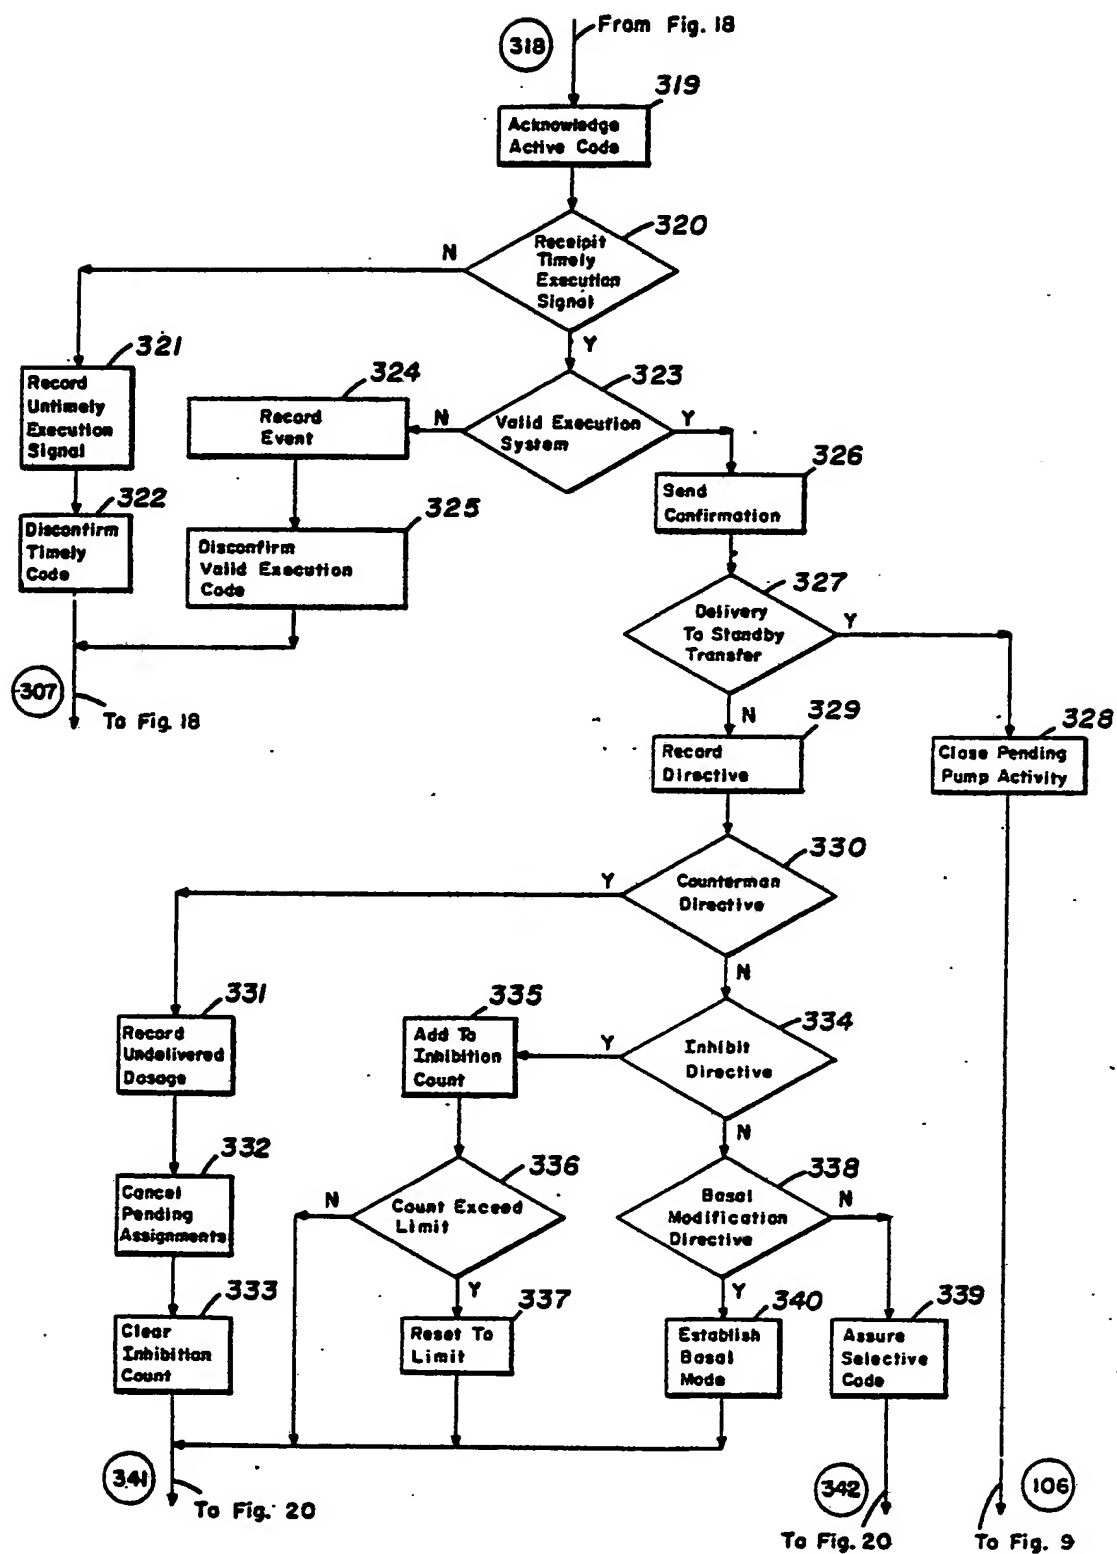 From Fig. 18
318
319
Acknowledge
Active Code
320
Receipit
Timely
Execution
Signal
N
Y
321
Record
Untimely
Execution
Signal
322
Disconfirm
Timely
Code
323
Valid Execution
System
N
Y
324
Record
Event
325
Disconfirm
Valid Execution
Code
307
To Fig. 18
326
Send
Confirmation
327
Delivery
To Standby
Transfer
Y
N
328
Close Pending
Pump Activity
329
Record
Directive
330
Counterman
Directive
Y
N
331
Record
Undelivered
Dosage
332
Cancel
Pending
Assignments
333
Clear
Inhibition
Count
334
Inhibit
Directive
Y
N
335
Add To
Inhibition
Count
336
Count Exceed
Limit
N
Y
337
Reset To
Limit
338
Basal
Modification
Directive
N
Y
340
Establish
Basal
Mode
339
Assure
Selective
Code
341
To Fig. 20
342
To Fig. 20
106
To Fig. 9